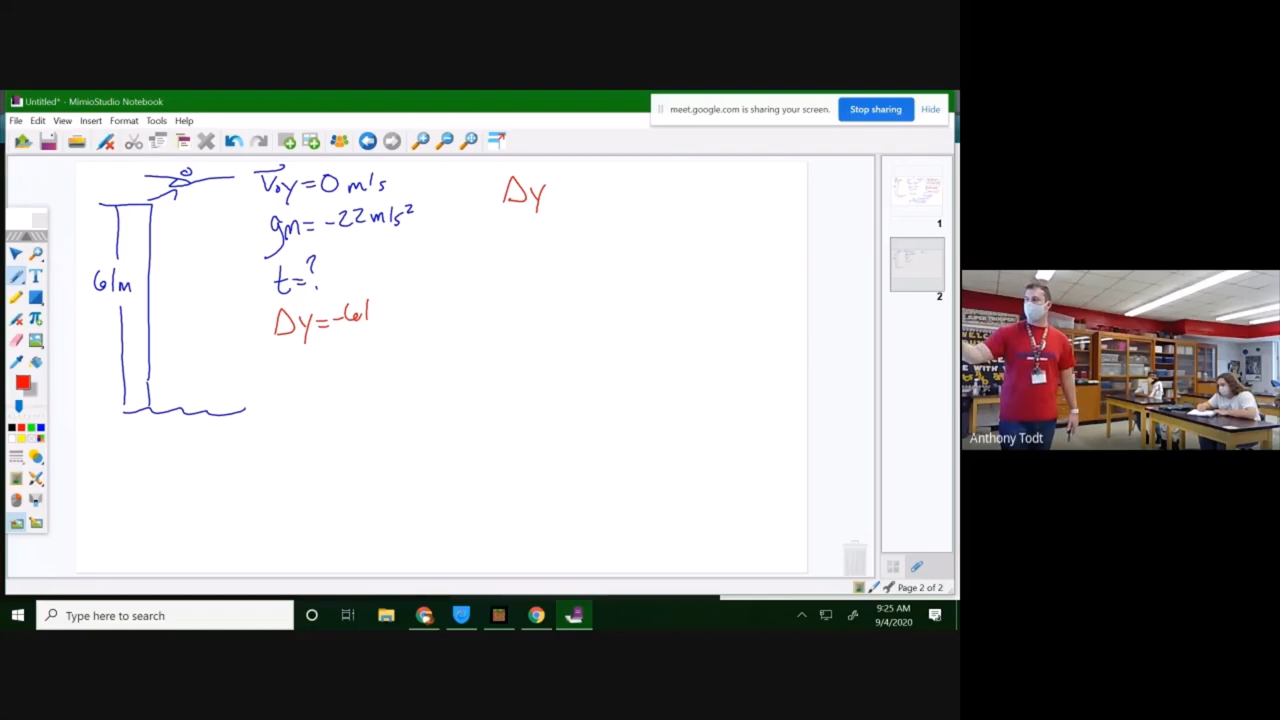 Untitled* - MimioStudio Notebook
meet.google.com is sharing your screen.
Stop sharing
Hide
File Edit View Insert Format Tools Help
V₀y = 0 m/s
gm = -22 m/s²
t = ?
Δy = -61
61m
Δy
1
2
Anthony Todt
Page 2 of 2
Type here to search
9:25 AM
9/4/2020